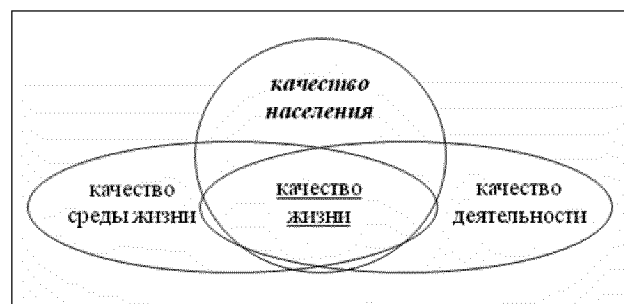 качество
населения
качество
среды жизни
качество
жизни
качество
деятельности